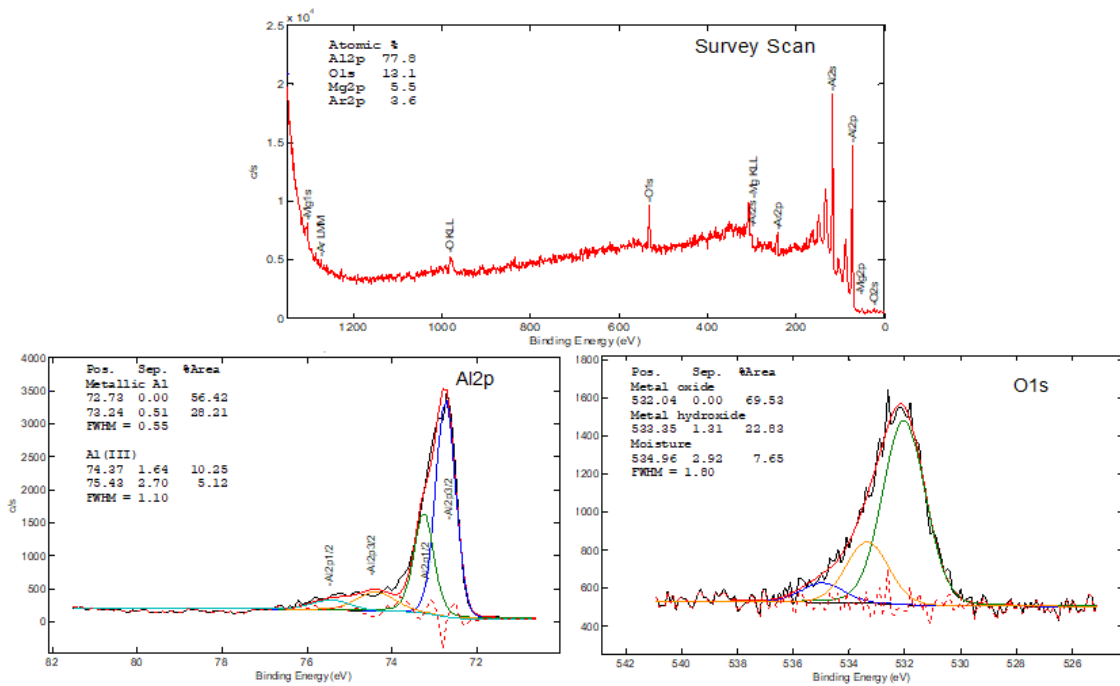 2.5 x 10⁴
Survey Scan
Atomic %
Al2p 77.8
O1s 13.1
Mg2p 5.5
Ar2p 3.6
-Mg1s
-Ar LMM
-O KLL
-O1s
-Ar2s
-Mg KLL
-Ar2p
-Al2s
-Al2p
-Mg2p
-O2s
2
1.5
1
0.5
0
c/s
1200 1000 800 600 400 200 0
Binding Energy (eV)
Al2p
Pos. Sep. %Area
Metallic Al
72.73 0.00 56.42
73.24 0.51 28.21
FWHM = 0.55
Al(III)
74.37 1.64 10.25
75.43 2.70 5.12
FWHM = 1.10
-Al2p1/2
-Al2p3/2
-Al2p1/2
-Al2p3/2
4000
3500
3000
2500
2000
1500
1000
500
0
c/s
82 80 78 76 74 72
Binding Energy (eV)
O1s
Pos. Sep. %Area
Metal oxide
532.04 0.00 69.53
Metal hydroxide
533.35 1.31 22.83
Moisture
534.96 2.92 7.65
FWHM = 1.80
1800
1600
1400
1200
1000
800
600
400
542 540 538 536 534 532 530 528 526
Binding Energy (eV)